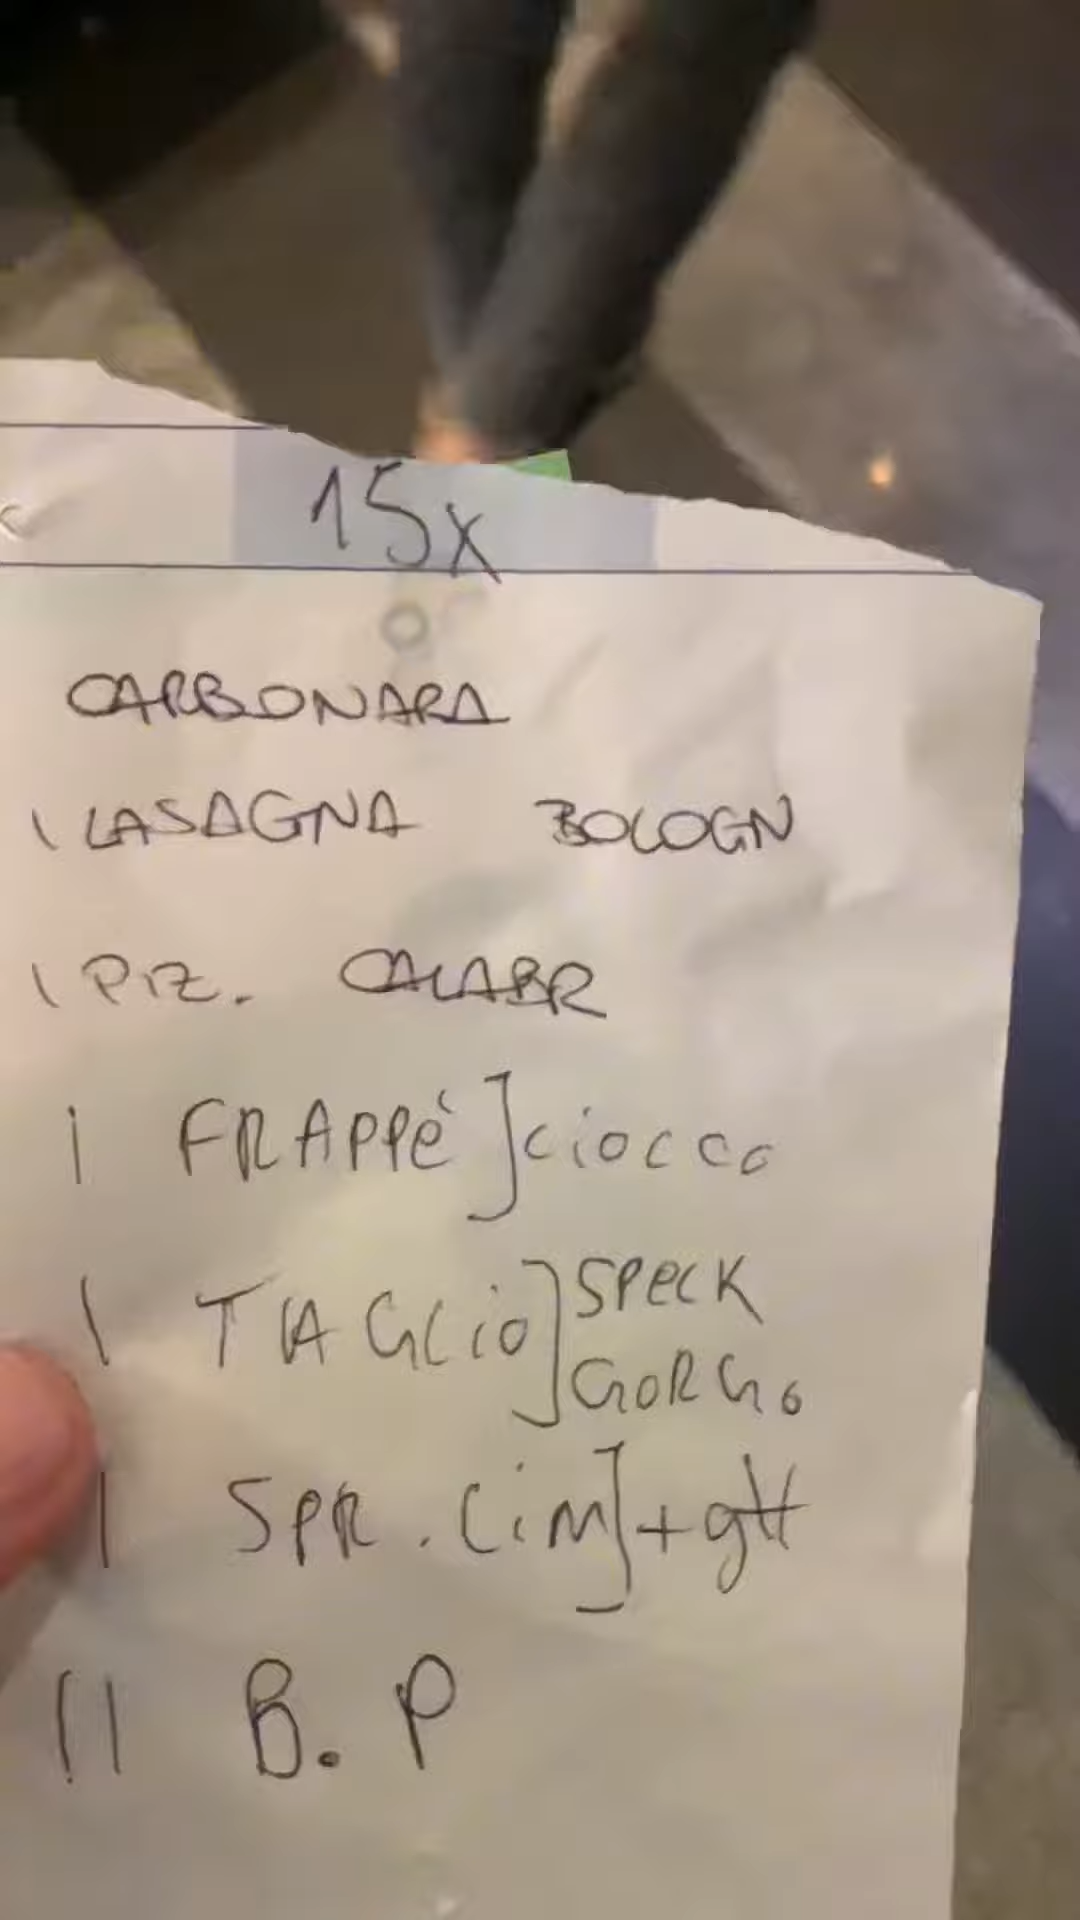 15x
CARBONARA
1 LASAGNA BOLOGN
1 PIZ. CALABR
1 FRAPPÈ ] ciocco
1 TAGLiO ] SPECK
GORGO
1 SPR. CiM ] +
11 B. P